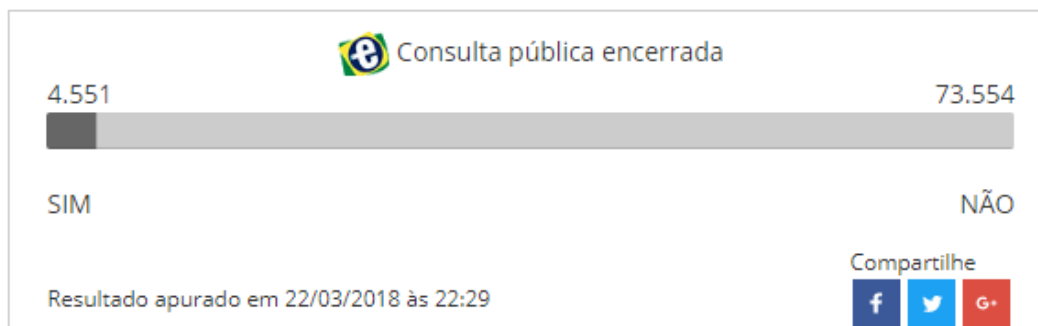 e Consulta pública encerrada
4.551 73.554
SIM NÃO
Compartilhe
Resultado apurado em 22/03/2018 às 22:29
f G+